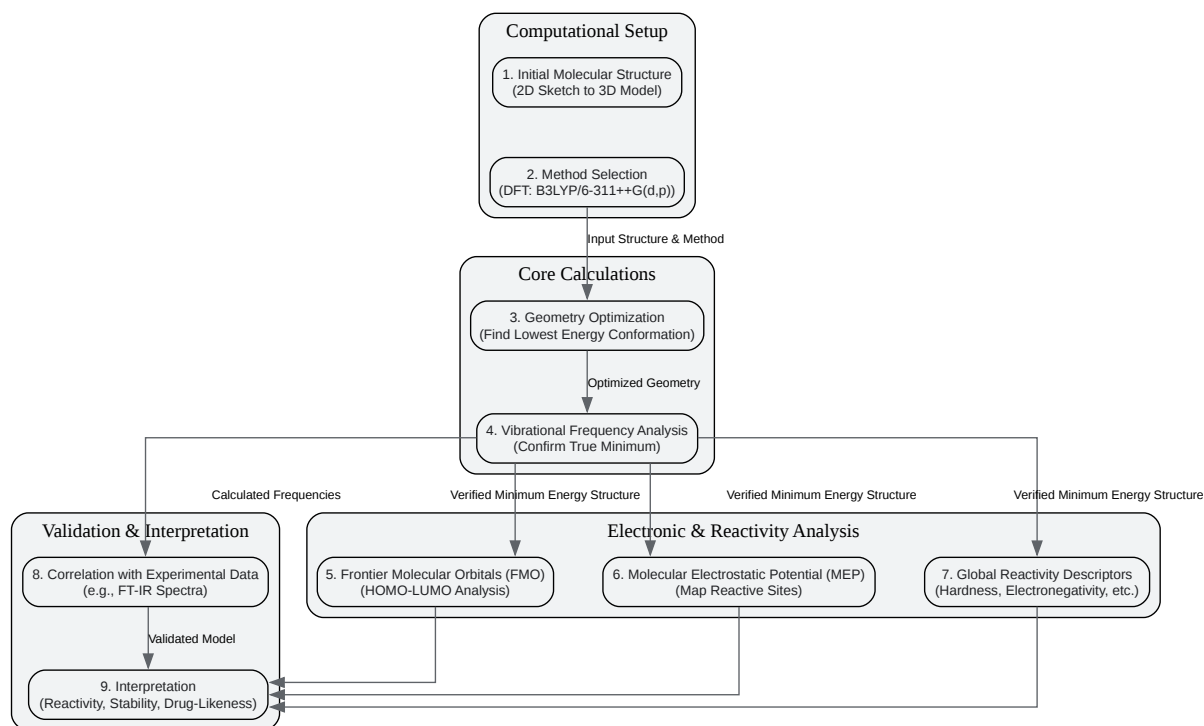 Computational Setup
1. Initial Molecular Structure
(2D Sketch to 3D Model)
2. Method Selection
(DFT: B3LYP/6-311++G(d,p))
Input Structure & Method
Core Calculations
3. Geometry Optimization
(Find Lowest Energy Conformation)
Optimized Geometry
4. Vibrational Frequency Analysis
(Confirm True Minimum)
Calculated Frequencies
Verified Minimum Energy Structure
Verified Minimum Energy Structure
Verified Minimum Energy Structure
Validation & Interpretation
Electronic & Reactivity Analysis
8. Correlation with Experimental Data
(e.g., FT-IR Spectra)
5. Frontier Molecular Orbitals (FMO)
(HOMO-LUMO Analysis)
6. Molecular Electrostatic Potential (MEP)
(Map Reactive Sites)
7. Global Reactivity Descriptors
(Hardness, Electronegativity, etc.)
Validated Model
9. Interpretation
(Reactivity, Stability, Drug-Likeness)